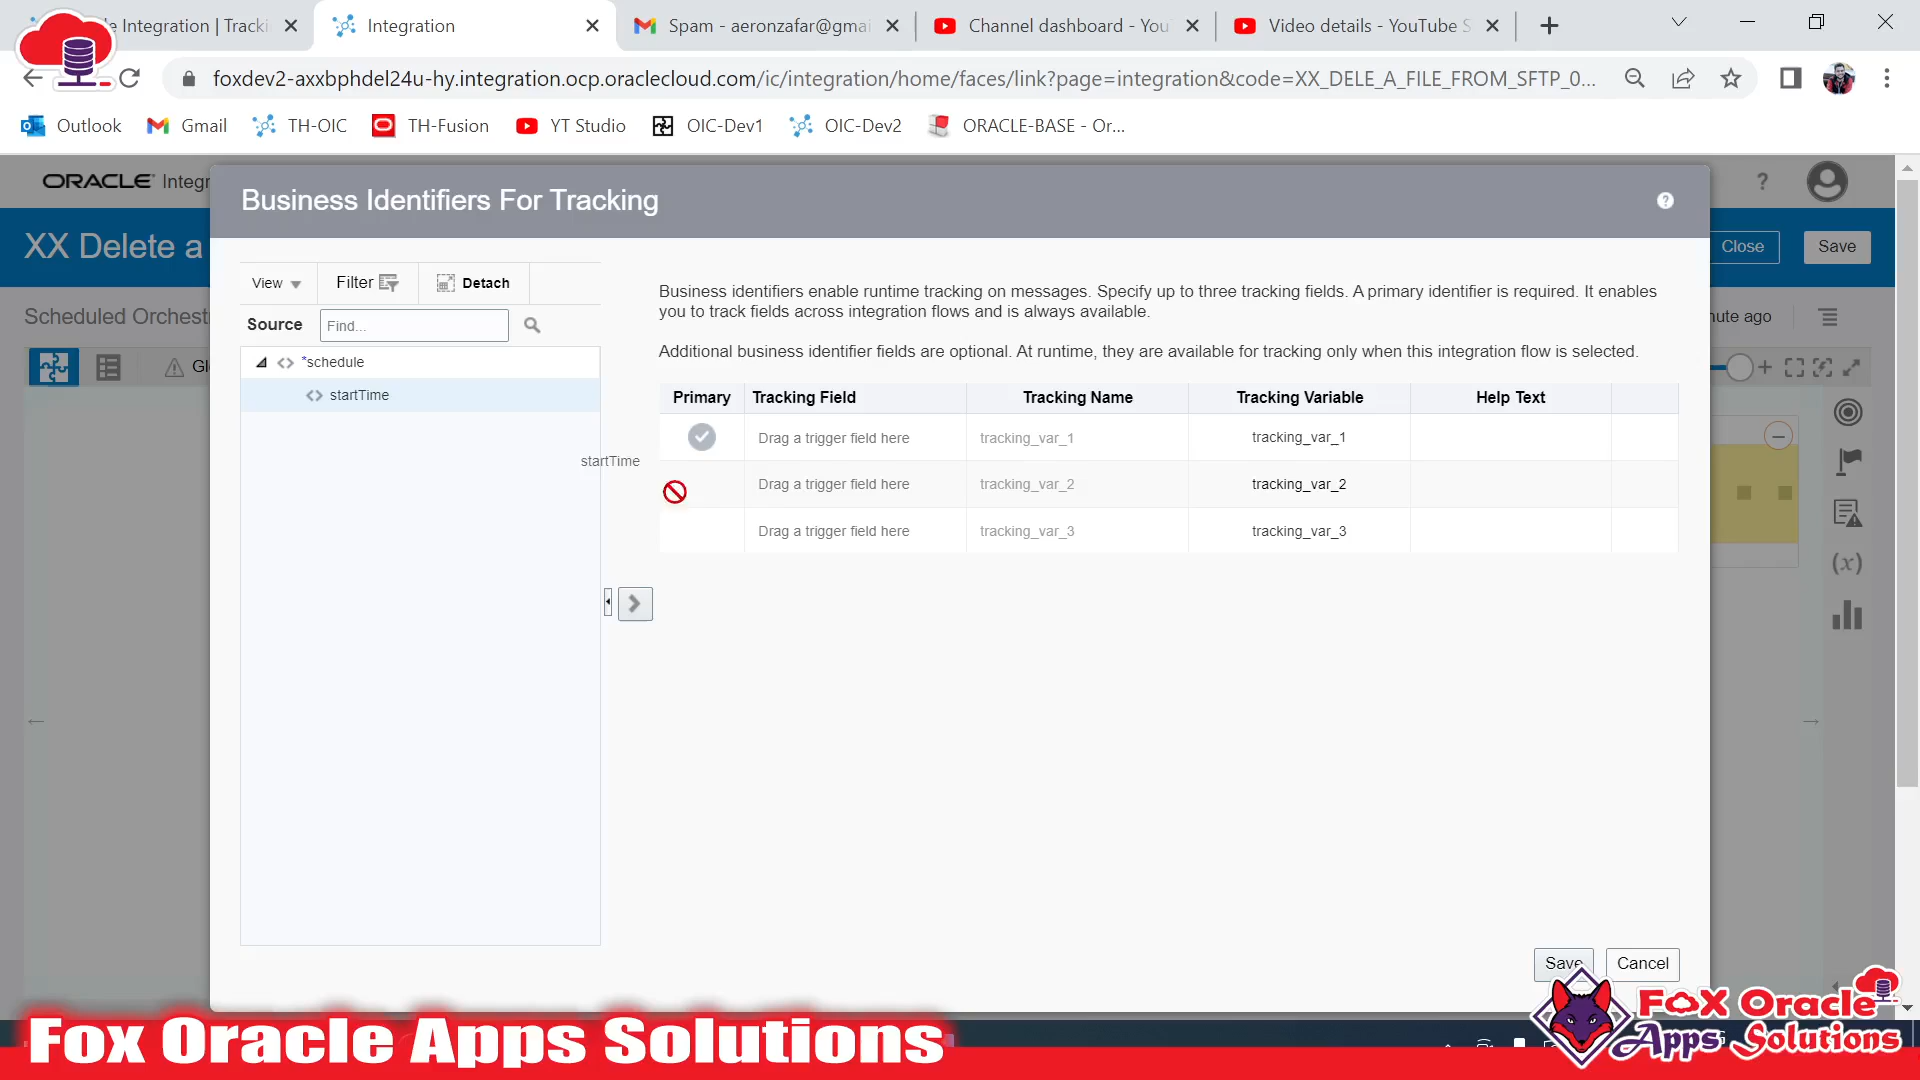 le Integration | Tracki
Integration
Spam - aeronzafar@gmai
Channel dashboard - You
Video details - YouTube S
foxdev2-axxbphdel24u-hy.integration.ocp.oraclecloud.com/ic/integration/home/faces/link?page=integration&code=XX_DELE_A_FILE_FROM_SFTP_0...
Outlook
Gmail
TH-OIC
TH-Fusion
YT Studio
OIC-Dev1
OIC-Dev2
ORACLE-BASE - Or...
ORACLE Integr
Business Identifiers For Tracking
XX Delete a
Close
Save
View
Filter
Detach
Scheduled Orchestr
nute ago
Business identifiers enable runtime tracking on messages. Specify up to three tracking fields. A primary identifier is required. It enables
you to track fields across integration flows and is always available.
Source
Find...
Additional business identifier fields are optional. At runtime, they are available for tracking only when this integration flow is selected.
*schedule
startTime
Gl
Primary
Tracking Field
Tracking Name
Tracking Variable
Help Text
Drag a trigger field here
tracking_var_1
tracking_var_1
startTime
Drag a trigger field here
tracking_var_2
tracking_var_2
Drag a trigger field here
tracking_var_3
tracking_var_3
(x)
Save
Cancel
Fox Oracle Apps Solutions
Fox Oracle
Apps Solutions